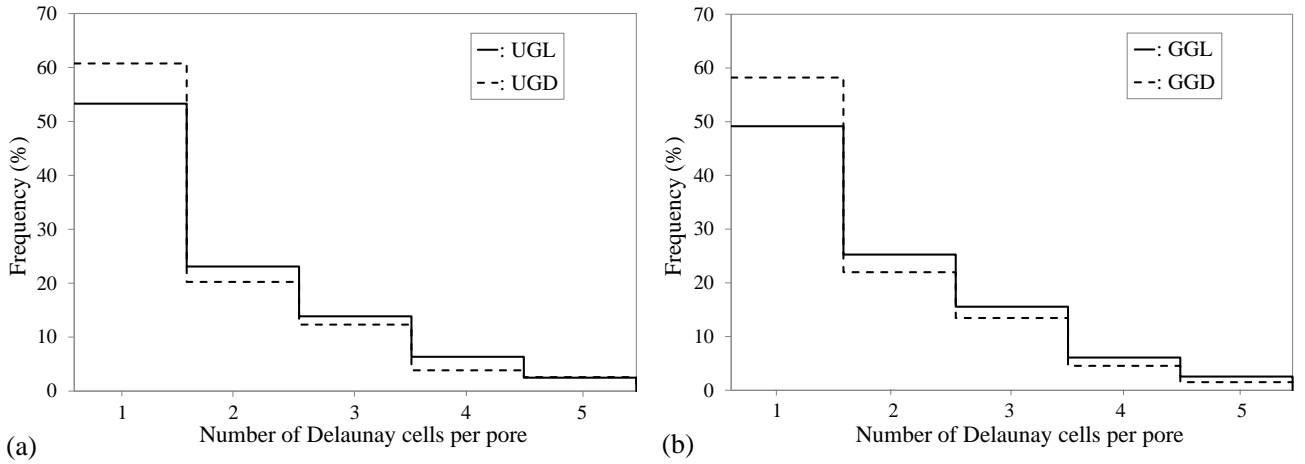 70
60
50
40
30
20
10
0
Frequency (%)
: UGL
: UGD
1 2 3 4 5
Number of Delaunay cells per pore
(a)
70
60
50
40
30
20
10
0
Frequency (%)
: GGL
: GGD
1 2 3 4 5
Number of Delaunay cells per pore
(b)